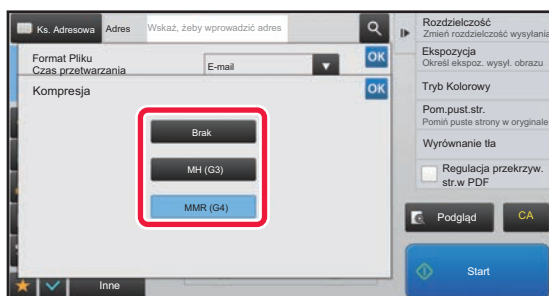 Ks. Adresowa
Adres
Wskaż, żeby wprowadzić adres
Format Pliku
Czas przetwarzania
E-mail
OK
Kompresja
OK
Brak
MH (G3)
MMR (G4)
Inne
Rozdzielczość
Zmień rozdzielczość wysyłania
Ekspozycja
Określ ekspoz. wysył. obrazu
Tryb Kolorowy
Pom.pust.str.
Pomiń puste strony w oryginale
Wyrównanie tła
Regulacja przekrzyw.
str.w PDF
Podgląd
CA
Start